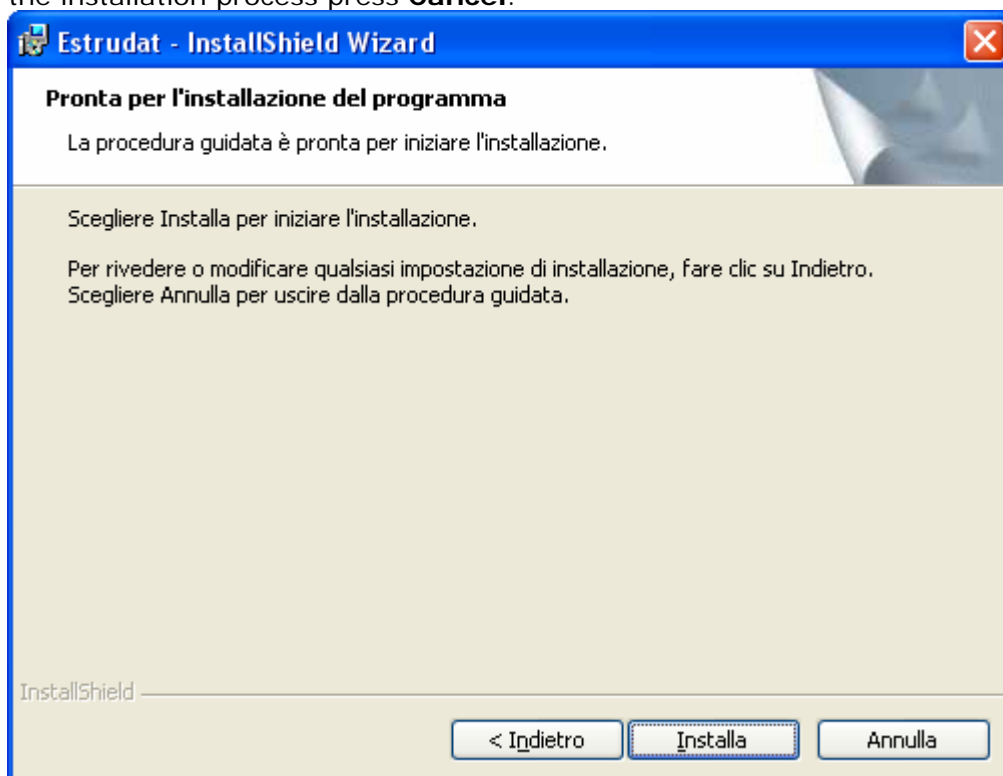 the installation process press Cancel.
Estrudat - InstallShield Wizard
Pronta per l'installazione del programma
La procedura guidata è pronta per iniziare l'installazione.
Scegliere Installa per iniziare l'installazione.
Per rivedere o modificare qualsiasi impostazione di installazione, fare clic su Indietro.
Scegliere Annulla per uscire dalla procedura guidata.
InstallShield
< Indietro
Installa
Annulla